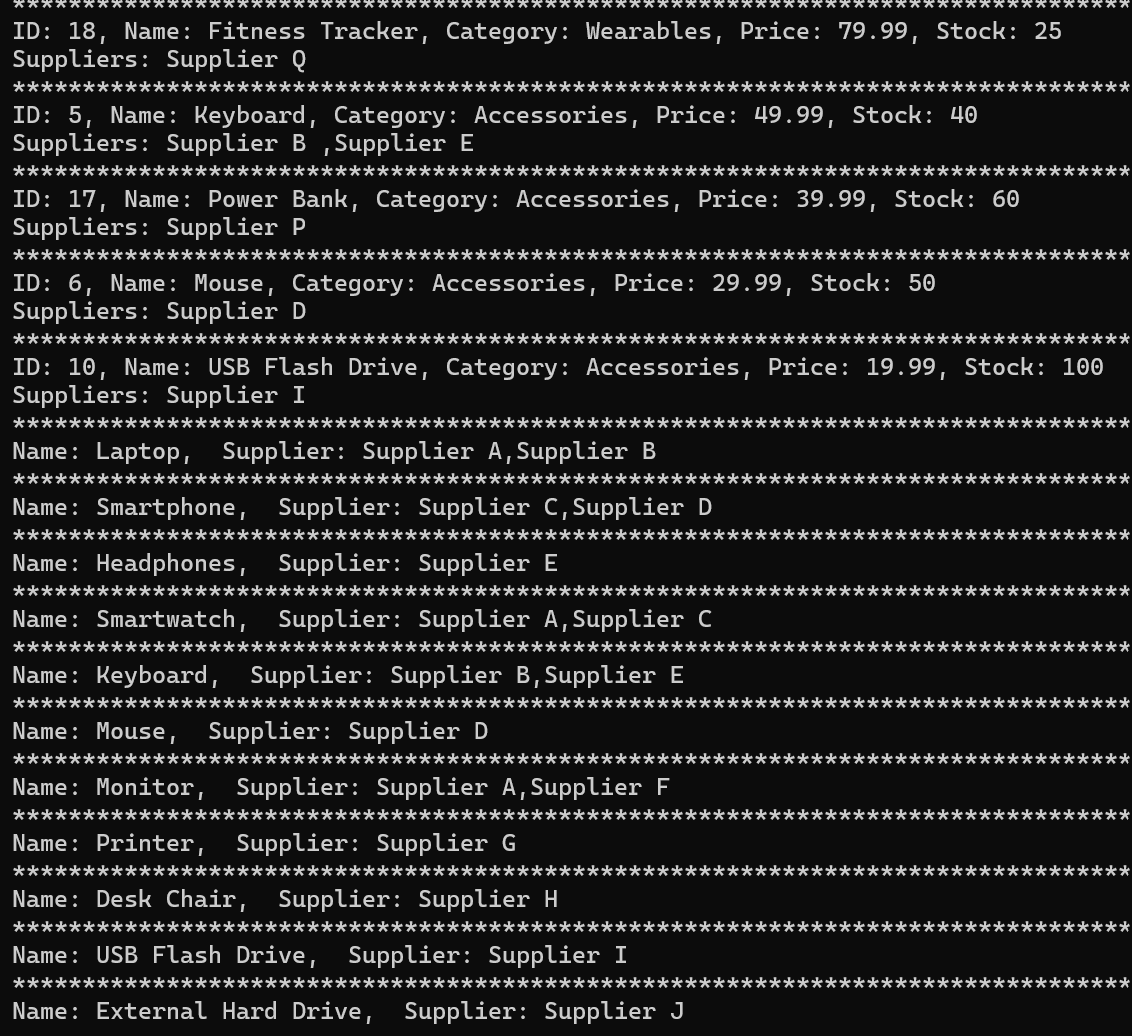 ********************************************************************************
ID: 18, Name: Fitness Tracker, Category: Wearables, Price: 79.99, Stock: 25
Suppliers: Supplier Q
********************************************************************************
ID: 5, Name: Keyboard, Category: Accessories, Price: 49.99, Stock: 40
Suppliers: Supplier B ,Supplier E
********************************************************************************
ID: 17, Name: Power Bank, Category: Accessories, Price: 39.99, Stock: 60
Suppliers: Supplier P
********************************************************************************
ID: 6, Name: Mouse, Category: Accessories, Price: 29.99, Stock: 50
Suppliers: Supplier D
********************************************************************************
ID: 10, Name: USB Flash Drive, Category: Accessories, Price: 19.99, Stock: 100
Suppliers: Supplier I
********************************************************************************
Name: Laptop,  Supplier: Supplier A,Supplier B
********************************************************************************
Name: Smartphone,  Supplier: Supplier C,Supplier D
********************************************************************************
Name: Headphones,  Supplier: Supplier E
********************************************************************************
Name: Smartwatch,  Supplier: Supplier A,Supplier C
********************************************************************************
Name: Keyboard,  Supplier: Supplier B,Supplier E
********************************************************************************
Name: Mouse,  Supplier: Supplier D
********************************************************************************
Name: Monitor,  Supplier: Supplier A,Supplier F
********************************************************************************
Name: Printer,  Supplier: Supplier G
********************************************************************************
Name: Desk Chair,  Supplier: Supplier H
********************************************************************************
Name: USB Flash Drive,  Supplier: Supplier I
********************************************************************************
Name: External Hard Drive,  Supplier: Supplier J